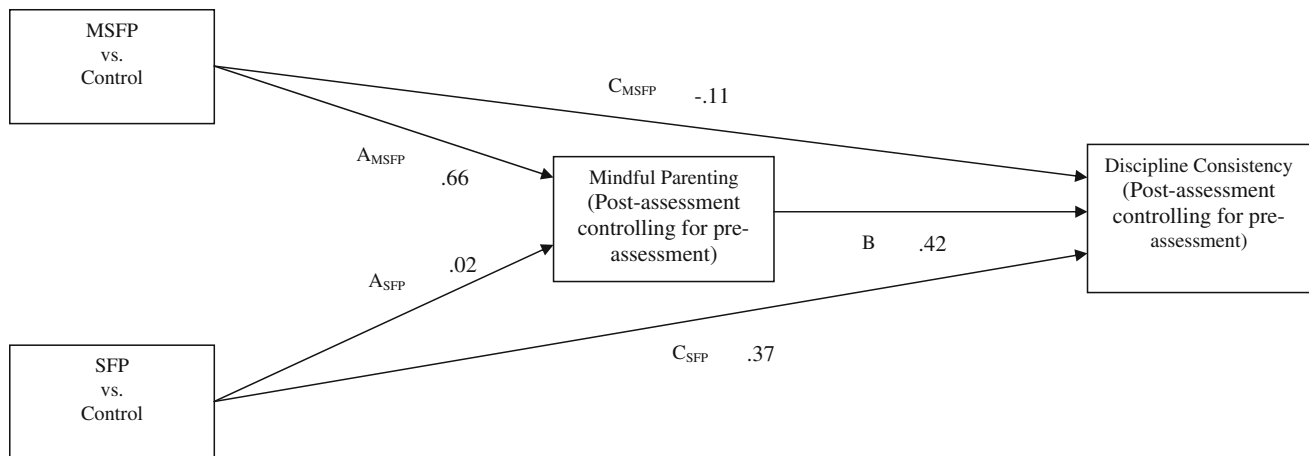 MSFP
vs.
Control
C_MSFP -.11
A_MSFP .66
Mindful Parenting
(Post-assessment
controlling for pre-
assessment)
Discipline Consistency
(Post-assessment
controlling for pre-
assessment)
B .42
A_SFP .02
C_SFP .37
SFP
vs.
Control